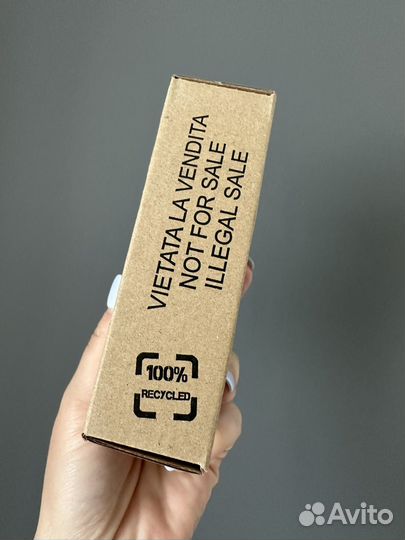 VIETATA LA VENDITA
NOT FOR SALE
ILLEGAL SALE
100%
RECYCLED
Avito